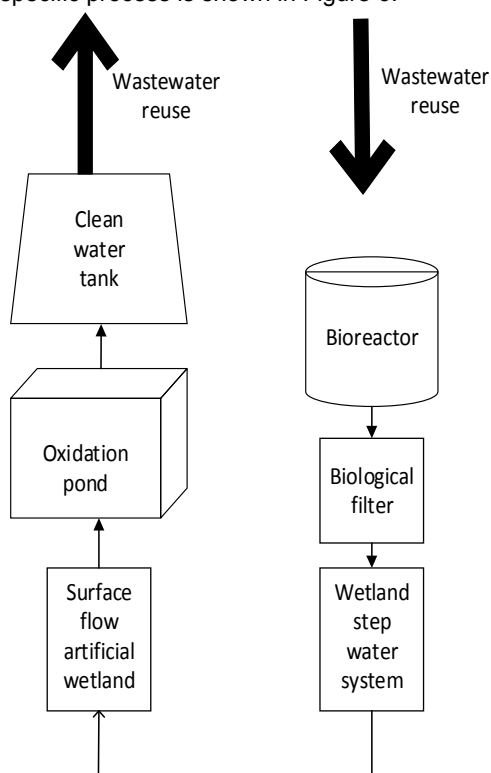 specific process is shown in Figure
Wastewater
reuse
Clean
water
tank
Oxidation
pond
Surface
flow
artificial
wetland
Wastewater
reuse
Bioreactor
Biological
filter
Wetland
step
water
system